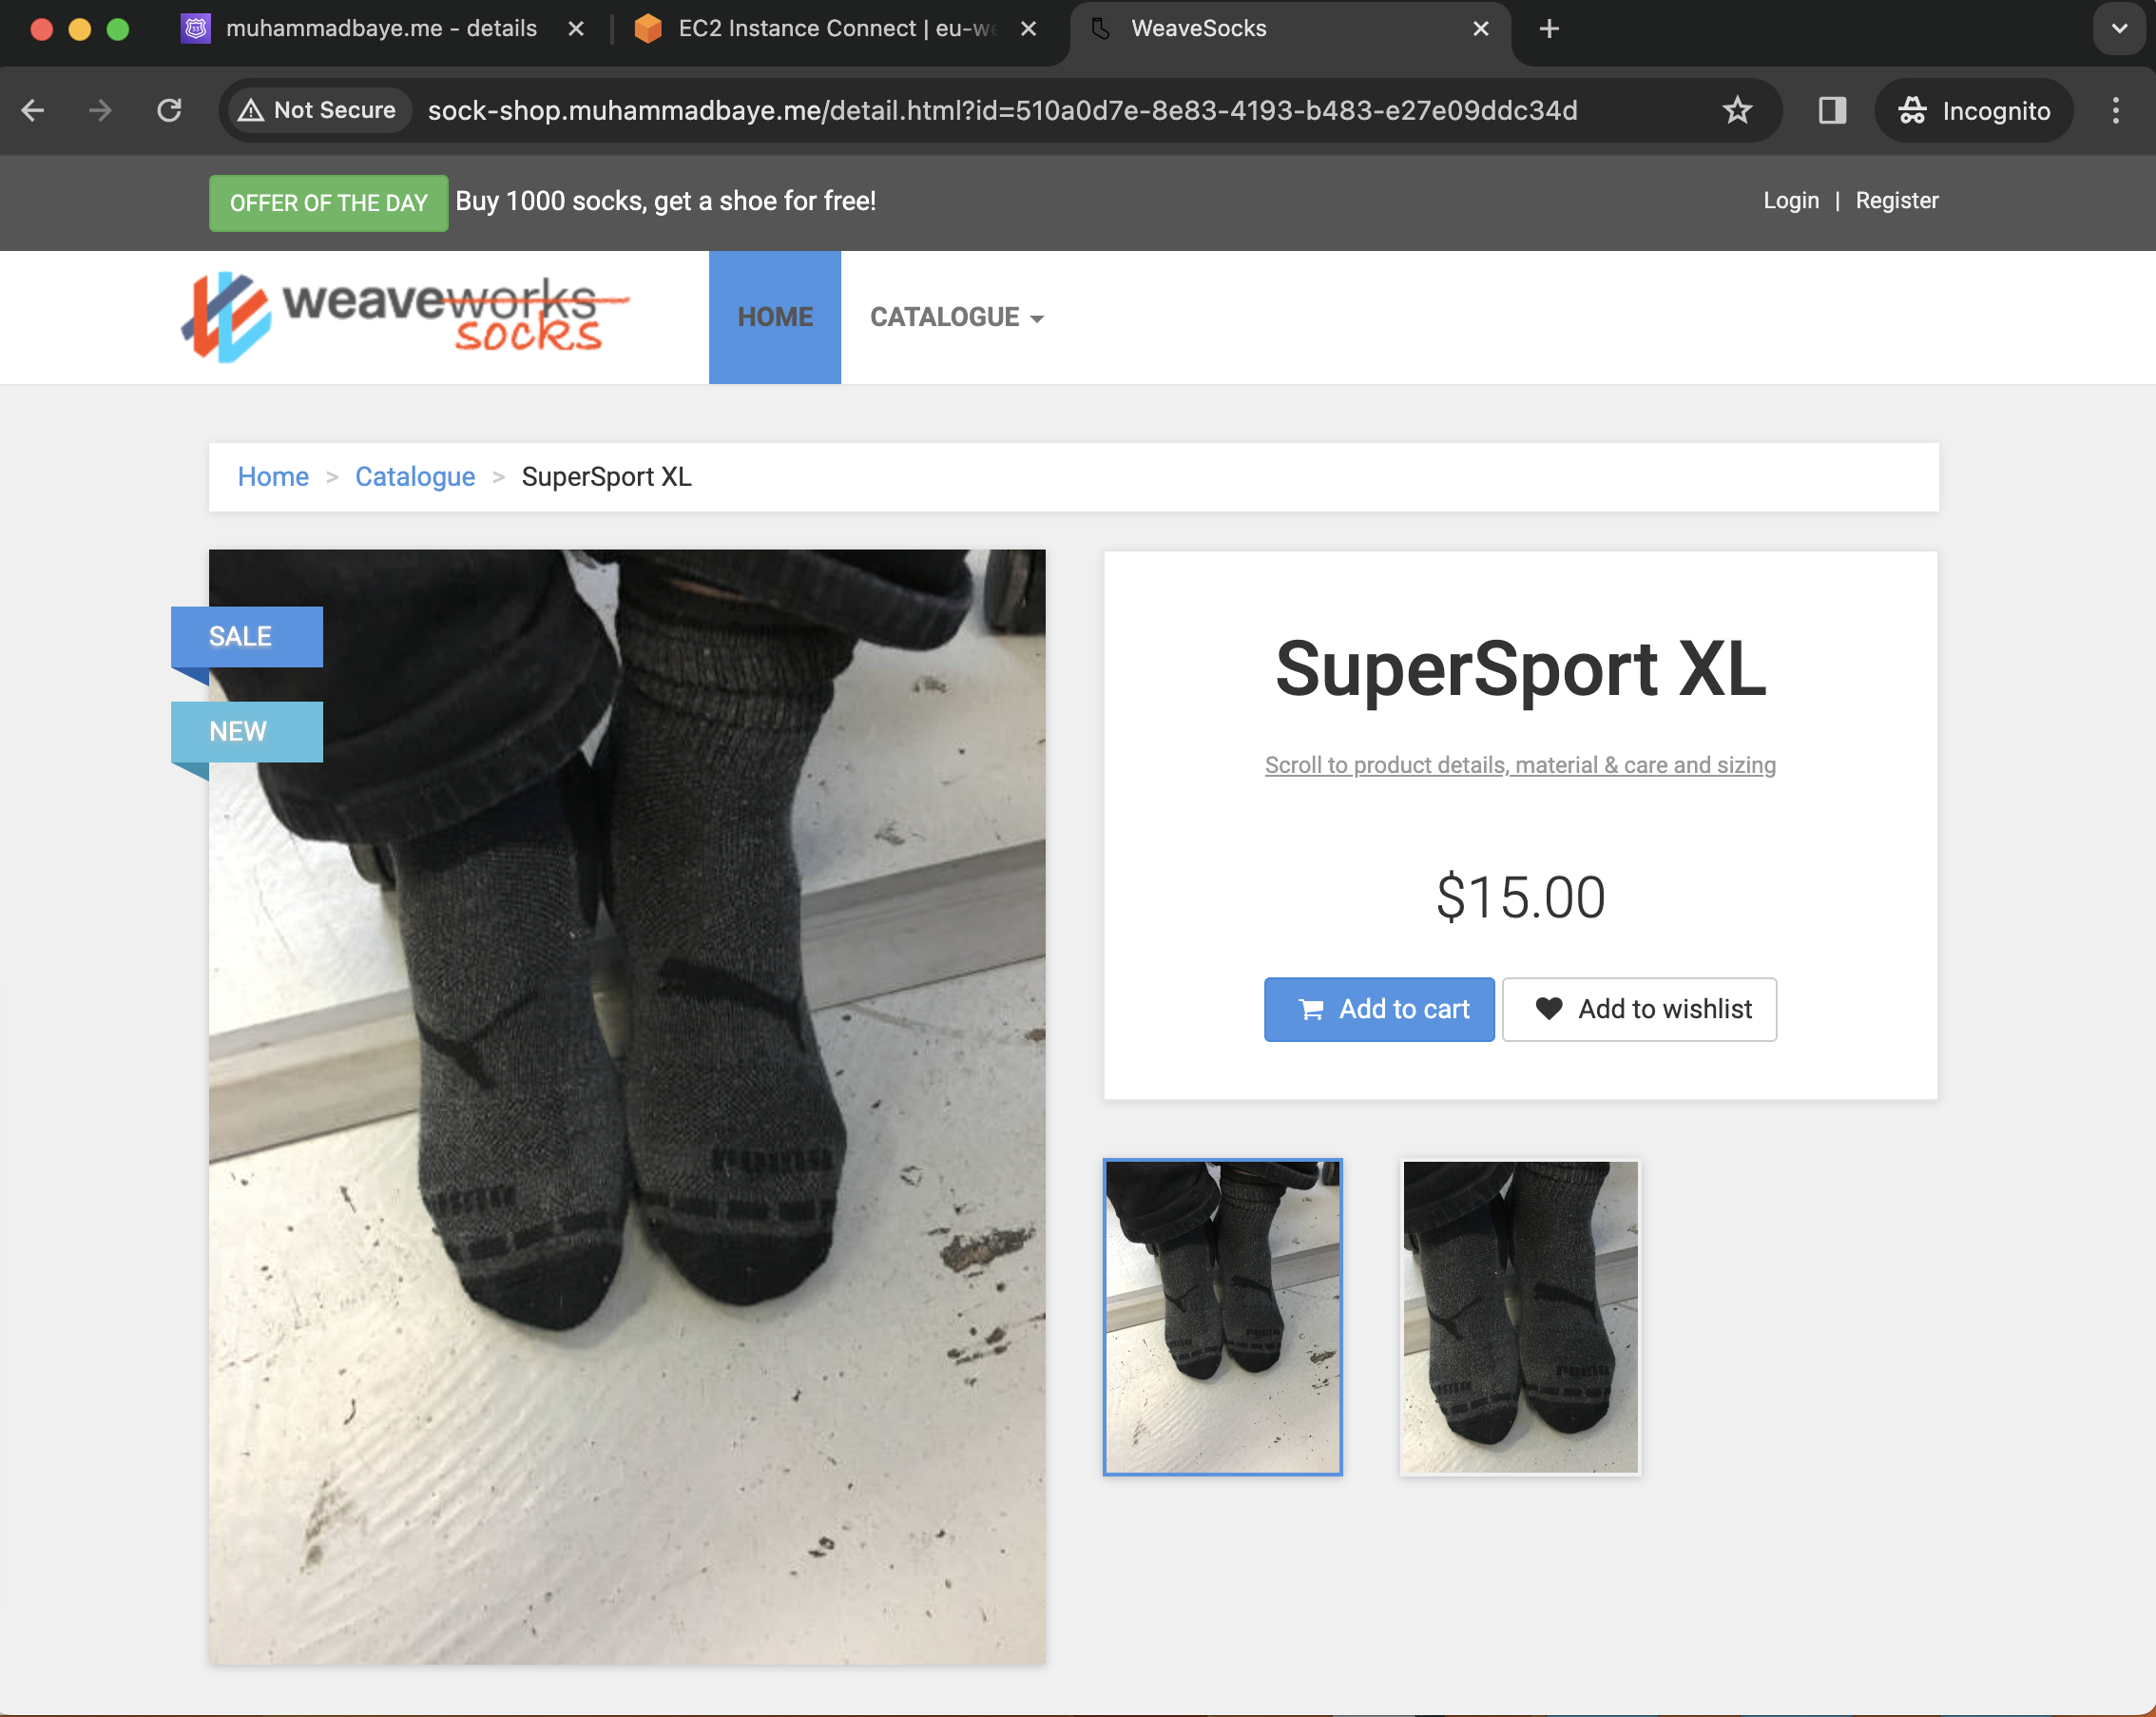 muhammadbaye.me - details
EC2 Instance Connect | eu-we
WeaveSocks
Not Secure
sock-shop.muhammadbaye.me/detail.html?id=510a0d7e-8e83-4193-b483-e27e09ddc34d
Incognito
OFFER OF THE DAY Buy 1000 socks, get a shoe for free!
Login | Register
weaveworks
socks
HOME
CATALOGUE
Home > Catalogue > SuperSport XL
SALE
NEW
SuperSport XL
Scroll to product details, material & care and sizing
$15.00
Add to cart
Add to wishlist